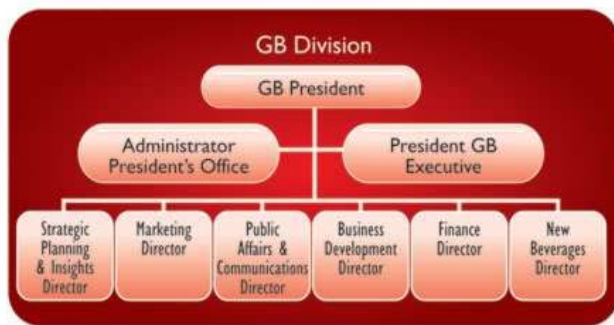 GB Division
GB President
Administrator
President's Office
President GB
Executive
Strategic
Planning
& Insights
Director
Marketing
Director
Public
Affairs &
Communications
Director
Business
Development
Director
Finance
Director
New
Beverages
Director